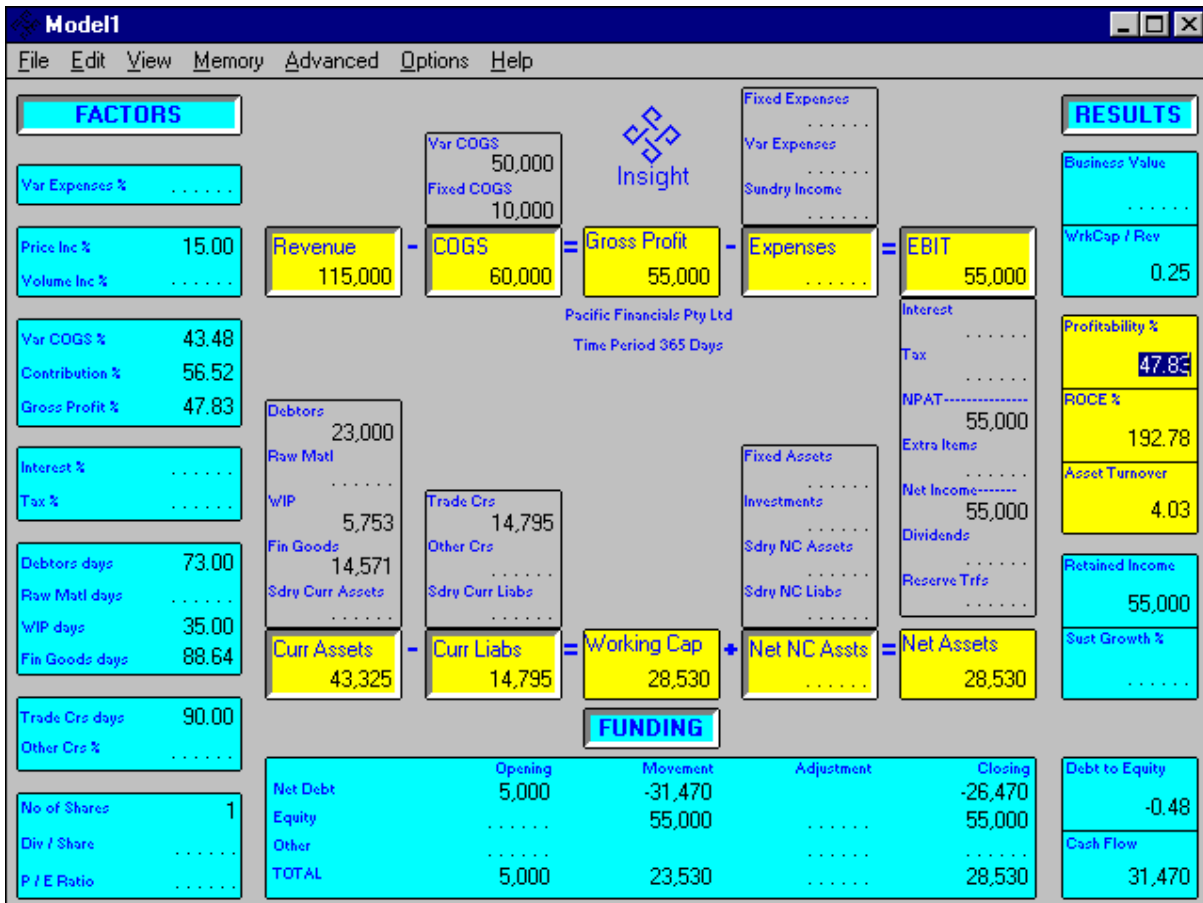 Model1
File Edit View Memory Advanced Options Help
FACTORS
Var Expenses % . . . . . .
Price Inc % 15.00
Volume Inc % . . . . . .
Var COGS % 43.48
Contribution % 56.52
Gross Profit % 47.83
Interest % . . . . . .
Tax % . . . . . .
Debtors days 73.00
Raw Matl days . . . . . .
WIP days 35.00
Fin Goods days 88.64
Trade Crs days 90.00
Other Crs % . . . . . .
No of Shares 1
Div / Share . . . . . .
P / E Ratio . . . . . .
Var COGS
50,000
Fixed COGS
10,000
Insight
Fixed Expenses
. . . . . .
Var Expenses
. . . . . .
Sundry Income
. . . . . .
Revenue - COGS = Gross Profit - Expenses = EBIT
115,000 60,000 55,000 . . . . . . 55,000
Pacific Financials Pty Ltd
Time Period 365 Days
Interest
. . . . . .
Tax
. . . . . .
NPAT---------------
55,000
Extra Items
. . . . . .
Net Income-------
55,000
Dividends
. . . . . .
Reserve Trfs
. . . . . .
Debtors
23,000
Raw Matl
. . . . . .
WIP
5,753
Fin Goods
14,571
Sdry Curr Assets
. . . . . .
Trade Crs
14,795
Other Crs
. . . . . .
Sdry Curr Liabs
. . . . . .
Fixed Assets
. . . . . .
Investments
. . . . . .
Sdry NC Assets
. . . . . .
Sdry NC Liabs
. . . . . .
Curr Assets - Curr Liabs = Working Cap + Net NC Assts = Net Assets
43,325 14,795 28,530 . . . . . . 28,530
FUNDING
Opening Movement Adjustment Closing
Net Debt 5,000 -31,470 -26,470
Equity . . . . . . 55,000 . . . . . . 55,000
Other . . . . . . . . . . . .
TOTAL 5,000 23,530 . . . . . . 28,530
RESULTS
Business Value
. . . . . .
WrkCap / Rev
0.25
Profitability %
47.83
ROCE %
192.78
Asset Turnover
4.03
Retained Income
55,000
Sust Growth %
. . . . . .
Debt to Equity
-0.48
Cash Flow
31,470